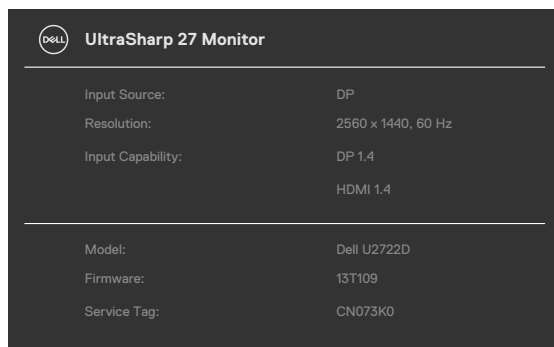 DELL UltraSharp 27 Monitor
Input Source: DP
Resolution: 2560 x 1440, 60 Hz
Input Capability: DP 1.4
HDMI 1.4
Model: Dell U2722D
Firmware: 13T109
Service Tag: CN073K0